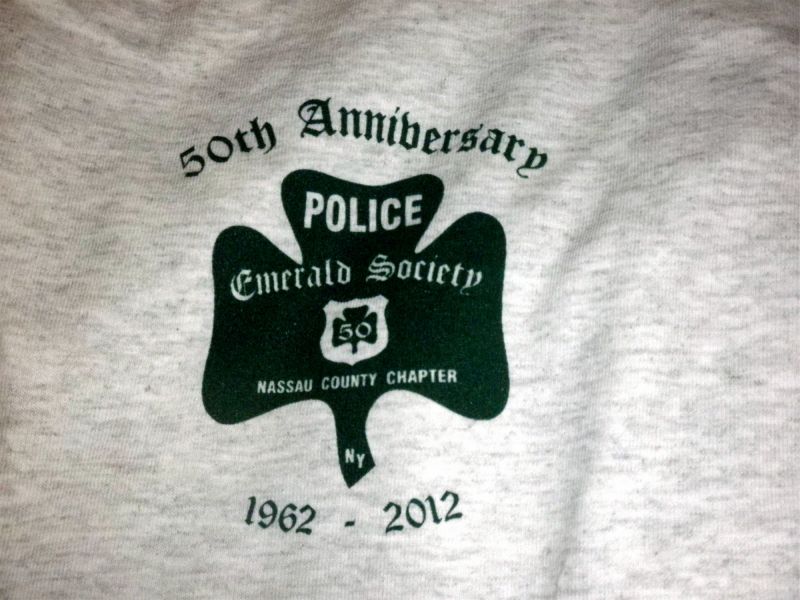 50th Anniversary
POLICE
Emerald Society
50
NASSAU COUNTY CHAPTER
NY
1962 - 2012